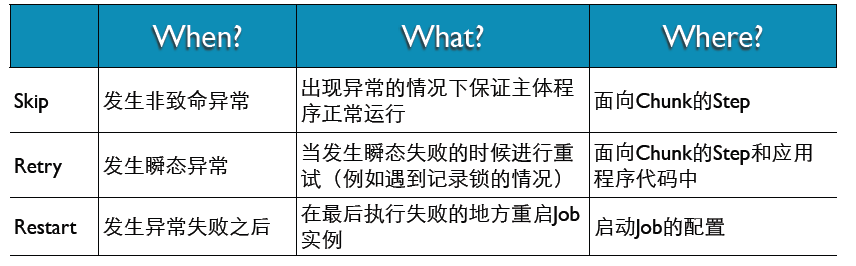 When? What? Where?
Skip 发生非致命异常 出现异常的情况下保证主体程 面向Chunk的Step
序正常运行
Retry 发生瞬态异常 当发生瞬态失败的时候进行重 面向Chunk的Step和应用
试（例如遇到记录锁的情况） 程序代码中
Restart 发生异常失败之后 在最后执行失败的地方重启Job 启动Job的配置
实例